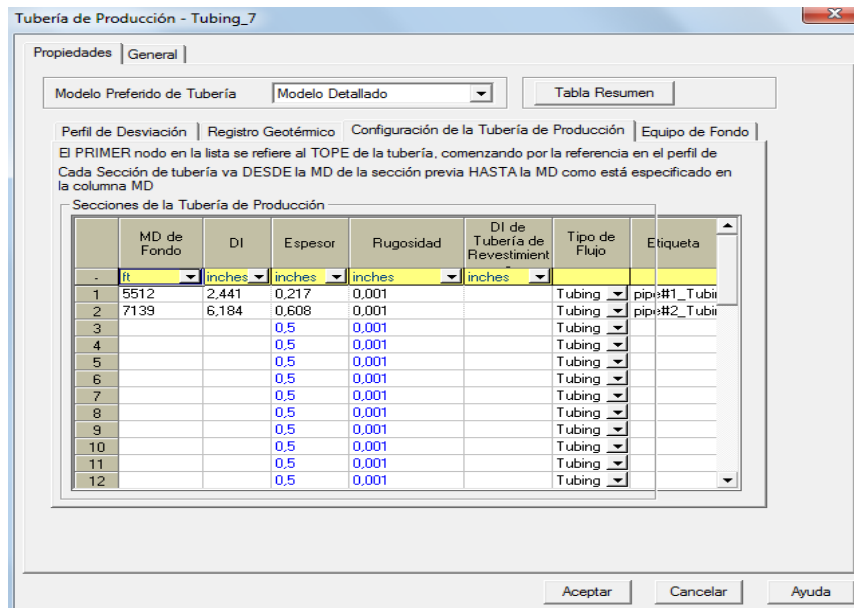 Tubería de Producción - Tubing_7
Propiedades General
Modelo Preferido de Tubería Modelo Detallado Tabla Resumen
Perfil de Desviación Registro Geotérmico Configuración de la Tubería de Producción Equipo de Fondo
El PRIMER nodo en la lista se refiere al TOPE de la tubería, comenzando por la referencia en el perfil de
Cada Sección de tubería va DESDE la MD de la sección previa HASTA la MD como está especificado en
la columna MD
Secciones de la Tubería de Producción
MD de Fondo DI Espesor Rugosidad DI de Tubería de Revestimient Tipo de Flujo Etiqueta
- ft inches inches inches inches
1 5512 2,441 0,217 0,001 Tubing pipe#1_Tubi
2 7139 6,184 0,608 0,001 Tubing pipe#2_Tubi
3 0,5 0,001 Tubing
4 0,5 0,001 Tubing
5 0,5 0,001 Tubing
6 0,5 0,001 Tubing
7 0,5 0,001 Tubing
8 0,5 0,001 Tubing
9 0,5 0,001 Tubing
10 0,5 0,001 Tubing
11 0,5 0,001 Tubing
12 0,5 0,001 Tubing
Aceptar Cancelar Ayuda